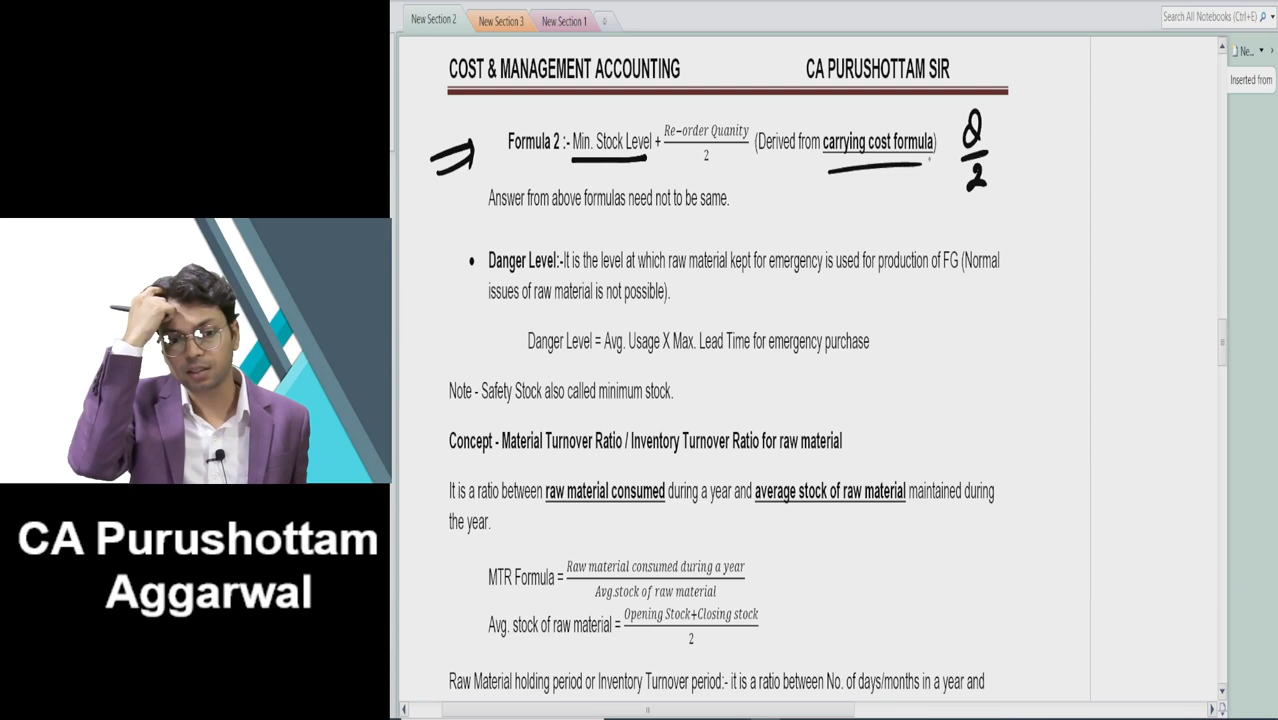 New Section 2
New Section 3
New Section 1
Search All Notebooks (Ctrl+E)
Ne...
Inserted from
COST & MANAGEMENT ACCOUNTING CA PURUSHOTTAM SIR
Formula 2 :- Min. Stock Level + Re−order Quanity / 2 (Derived from carrying cost formula)
Q / 2
Answer from above formulas need not to be same.
• Danger Level:-It is the level at which raw material kept for emergency is used for production of FG (Normal
issues of raw material is not possible).
Danger Level = Avg. Usage X Max. Lead Time for emergency purchase
Note - Safety Stock also called minimum stock.
Concept - Material Turnover Ratio / Inventory Turnover Ratio for raw material
It is a ratio between raw material consumed during a year and average stock of raw material maintained during
the year.
MTR Formula = Raw material consumed during a year / Avg.stock of raw material
Avg. stock of raw material = Opening Stock+Closing stock / 2
Raw Material holding period or Inventory Turnover period:- it is a ratio between No. of days/months in a year and
CA Purushottam
Aggarwal